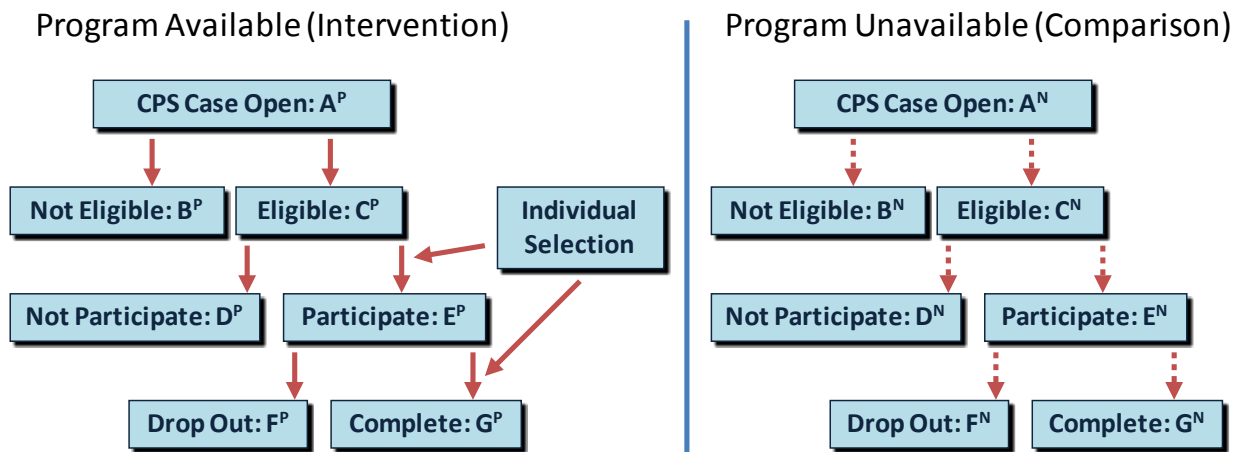 Program Available (Intervention)
Program Unavailable (Comparison)
CPS Case Open: Aᴾ
CPS Case Open: Aᴺ
Not Eligible: Bᴾ
Eligible: Cᴾ
Individual
Selection
Not Eligible: Bᴺ
Eligible: Cᴺ
Not Participate: Dᴾ
Participate: Eᴾ
Not Participate: Dᴺ
Participate: Eᴺ
Drop Out: Fᴾ
Complete: Gᴾ
Drop Out: Fᴺ
Complete: Gᴺ